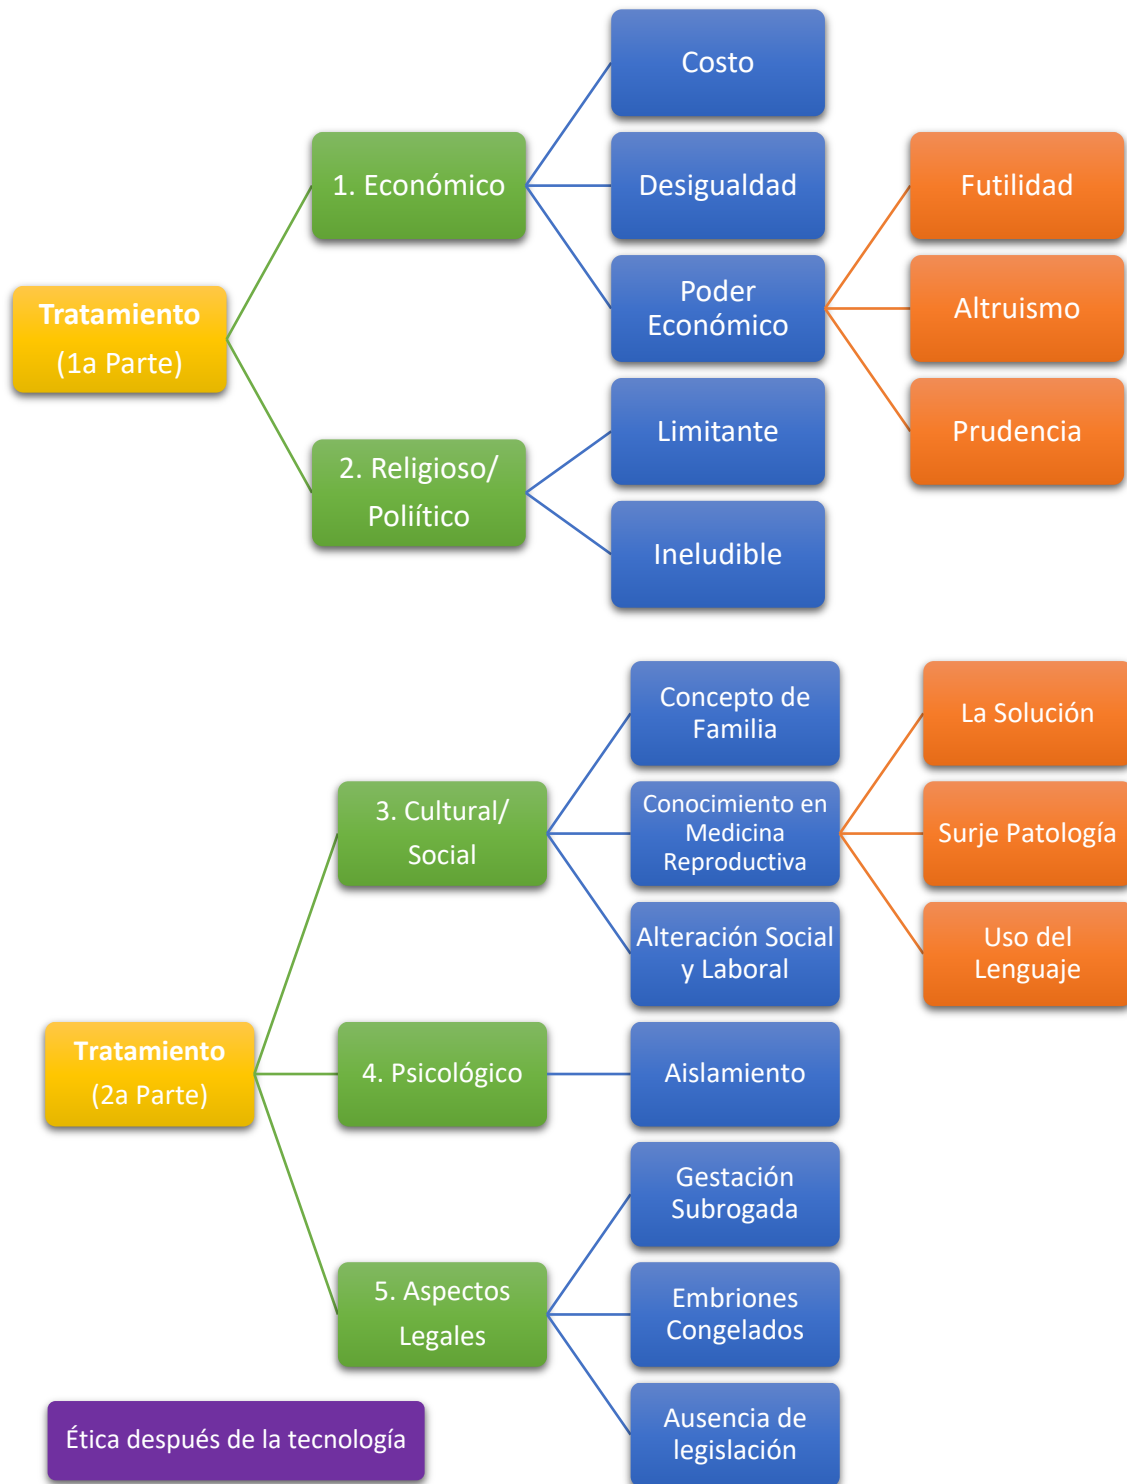 Tratamiento
(1a Parte)
1. Económico
Costo
Desigualdad
Poder
Económico
Futilidad
Altruismo
Prudencia
2. Religioso/
Poliítico
Limitante
Ineludible
Tratamiento
(2a Parte)
3. Cultural/
Social
Concepto de
Familia
Conocimiento en
Medicina
Reproductiva
La Solución
Surje Patología
Uso del
Lenguaje
Alteración Social
y Laboral
4. Psicológico
Aislamiento
5. Aspectos
Legales
Gestación
Subrogada
Embriones
Congelados
Ausencia de
legislación
Ética después de la tecnología